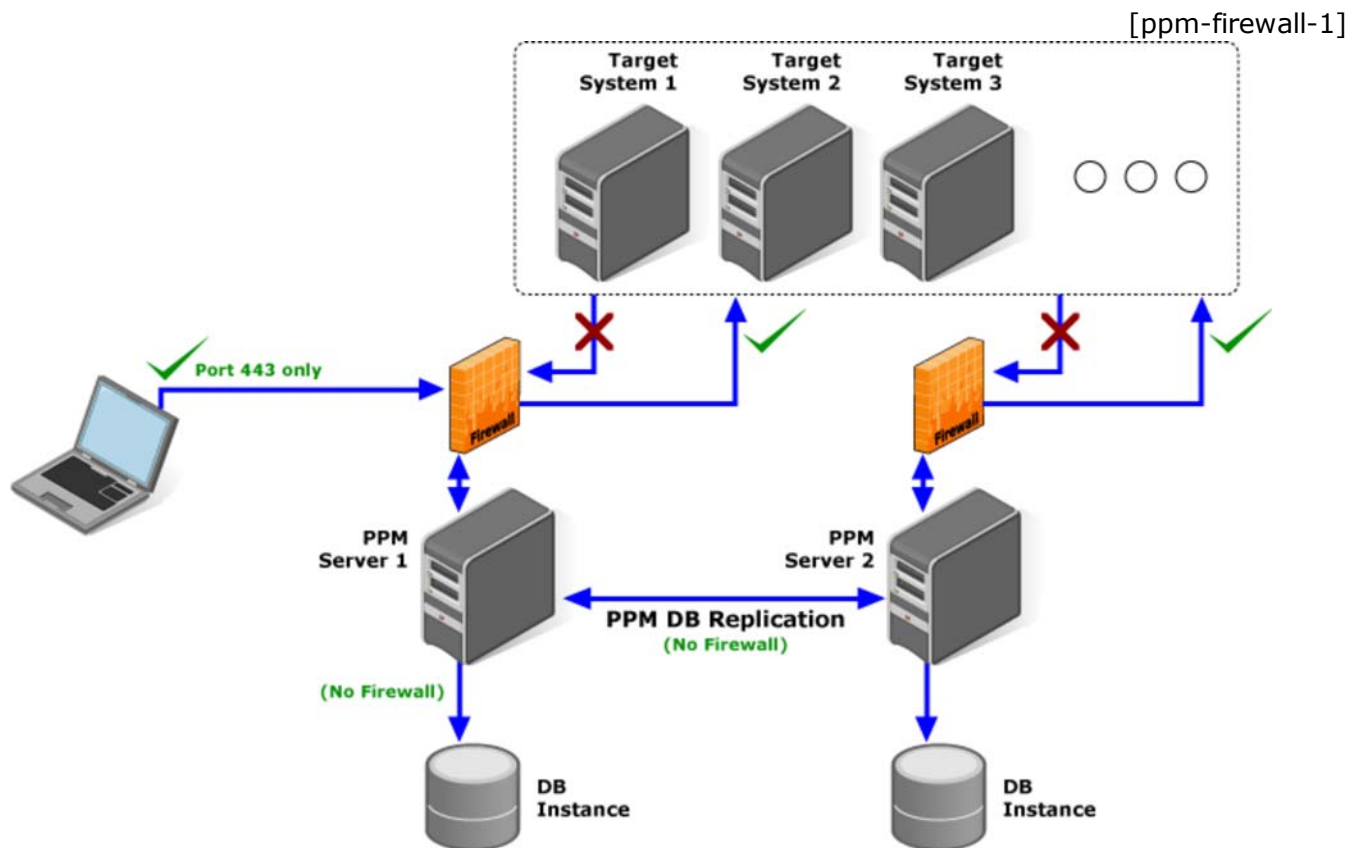 [ppm-firewall-1]
Target
System 1
Target
System 2
Target
System 3
Port 443 only
Firewall
Firewall
PPM
Server 1
PPM
Server 2
PPM DB Replication
(No Firewall)
(No Firewall)
DB
Instance
DB
Instance